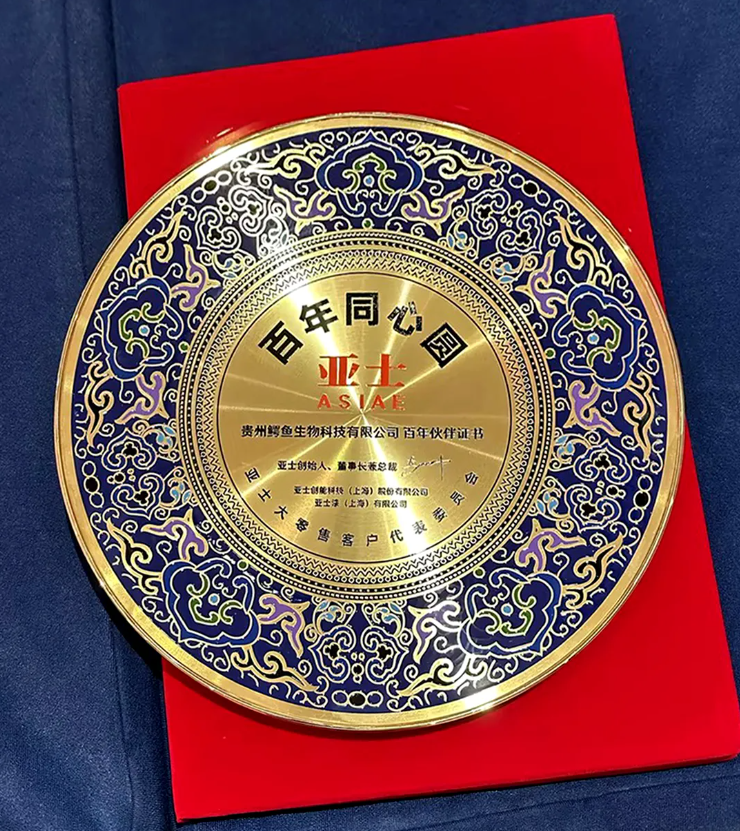 百年同心圆
亚士
ASIAE
贵州鳄鱼生物科技有限公司 百年伙伴证书
亚士创始人、董事长兼总裁
亚士创能科技（上海）股份有限公司
亚士漆（上海）有限公司
亚士大零售客户代表委员会